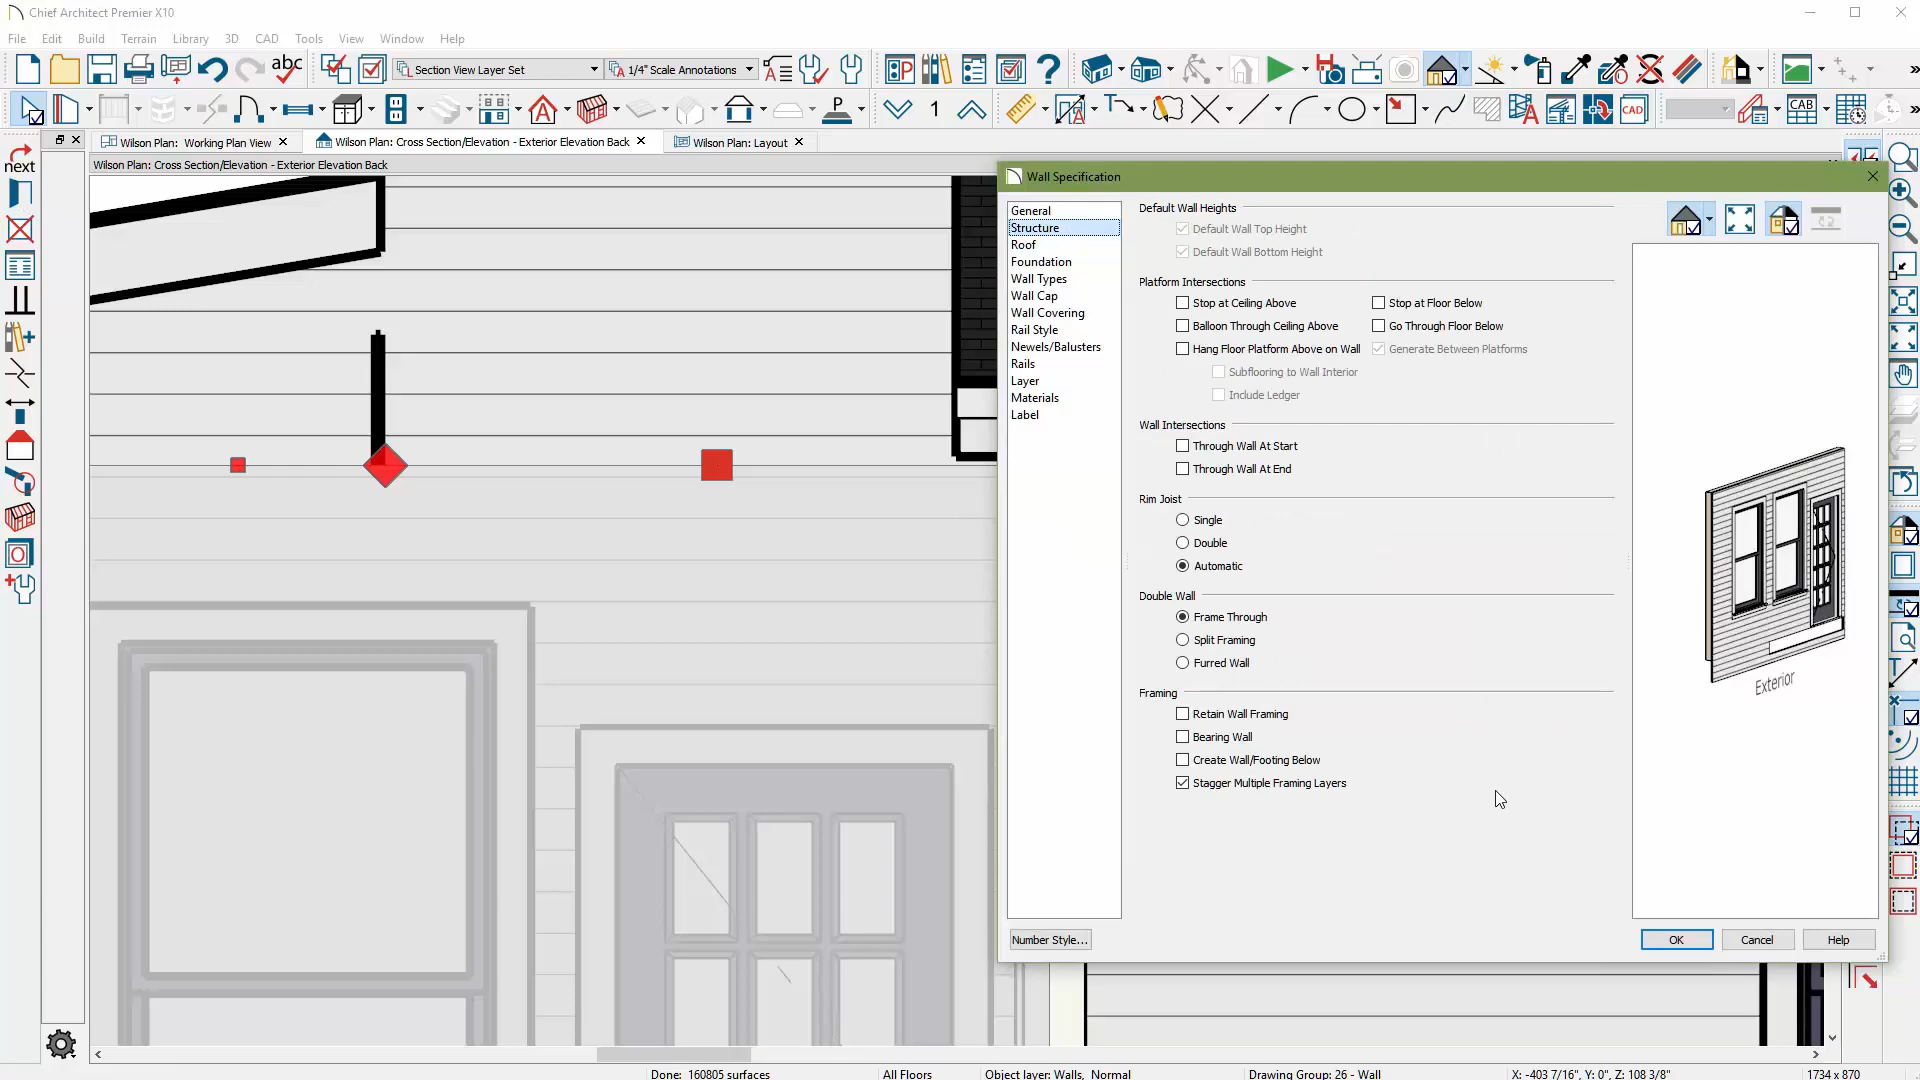 Chief Architect Premier X10
File Edit Build Terrain Library 3D CAD Tools View Window Help
abc Section View Layer Set 1/4" Scale Annotations
P 1 A CAD CAB
Wilson Plan: Working Plan View Wilson Plan: Cross Section/Elevation - Exterior Elevation Back Wilson Plan: Layout
next
Wilson Plan: Cross Section/Elevation - Exterior Elevation Back
Wall Specification
General
Structure
Roof
Foundation
Wall Types
Wall Cap
Wall Covering
Rail Style
Newels/Balusters
Rails
Layer
Materials
Label
Default Wall Heights
Default Wall Top Height
Default Wall Bottom Height
Platform Intersections
Stop at Ceiling Above Stop at Floor Below
Balloon Through Ceiling Above Go Through Floor Below
Hang Floor Platform Above on Wall Generate Between Platforms
Subflooring to Wall Interior
Include Ledger
Wall Intersections
Through Wall At Start
Through Wall At End
Rim Joist
Single
Double
Automatic
Double Wall
Frame Through
Split Framing
Furred Wall
Framing
Retain Wall Framing
Bearing Wall
Create Wall/Footing Below
Stagger Multiple Framing Layers
Exterior
Number Style... OK Cancel Help
Done: 160805 surfaces All Floors Object layer: Walls, Normal Drawing Group: 26 - Wall X: -403 7/16", Y: 0", Z: 108 3/8" 1734 x 870